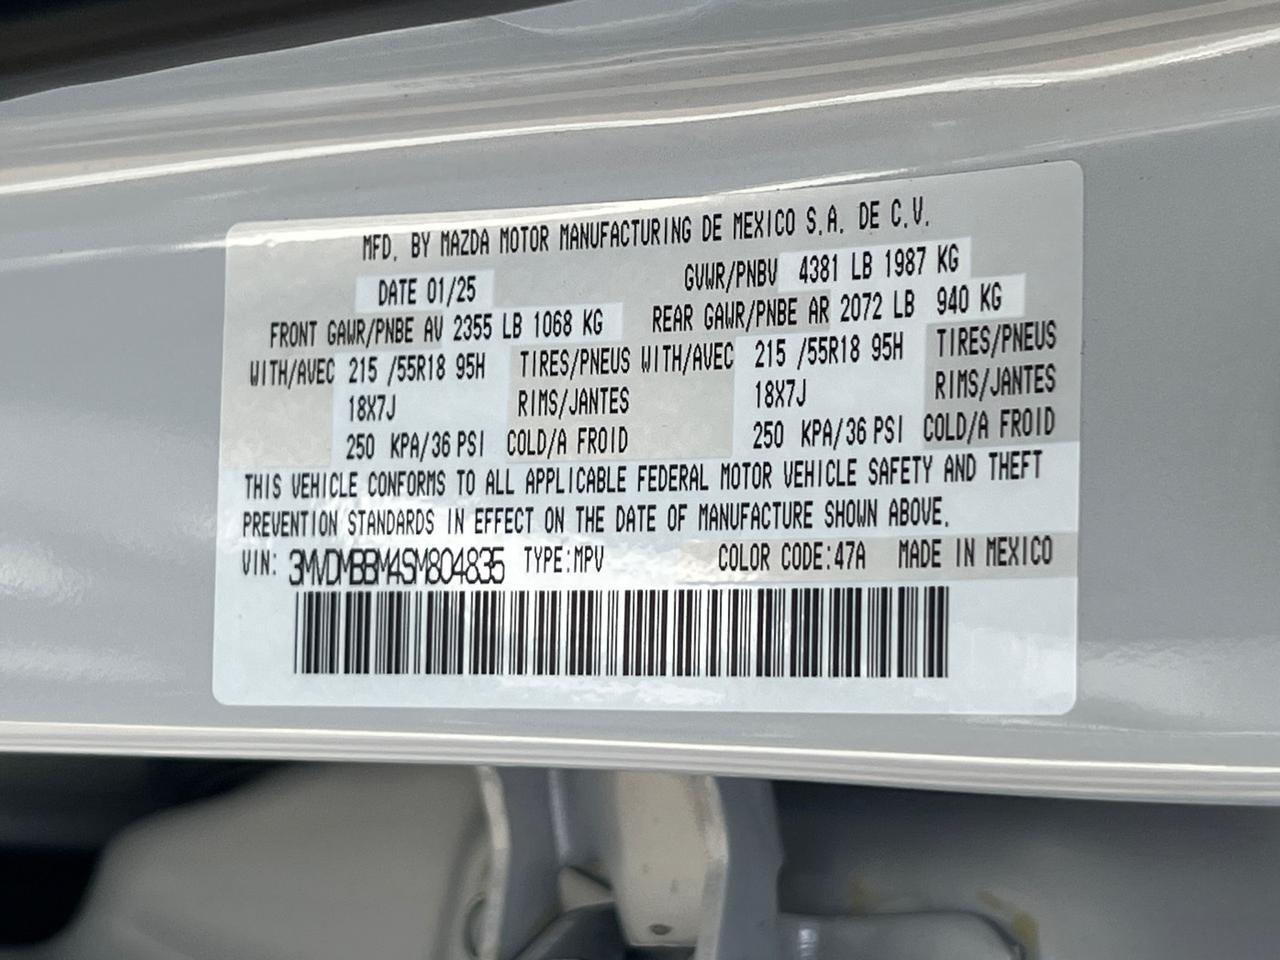 MFD. BY MAZDA MOTOR MANUFACTURING DE MEXICO S.A. DE C.V.
DATE 01/25 GVWR/PNBV 4381 LB 1987 KG
FRONT GAWR/PNBE AV 2355 LB 1068 KG REAR GAWR/PNBE AR 2072 LB 940 KG
WITH/AVEC 215 /55R18 95H TIRES/PNEUS WITH/AVEC 215 /55R18 95H TIRES/PNEUS
18X7J RIMS/JANTES 18X7J RIMS/JANTES
250 KPA/36 PSI COLD/A FROID 250 KPA/36 PSI COLD/A FROID
THIS VEHICLE CONFORMS TO ALL APPLICABLE FEDERAL MOTOR VEHICLE SAFETY AND THEFT
PREVENTION STANDARDS IN EFFECT ON THE DATE OF MANUFACTURE SHOWN ABOVE.
VIN: 3MVDMBBM4SM804835 TYPE:MPV COLOR CODE:47A MADE IN MEXICO